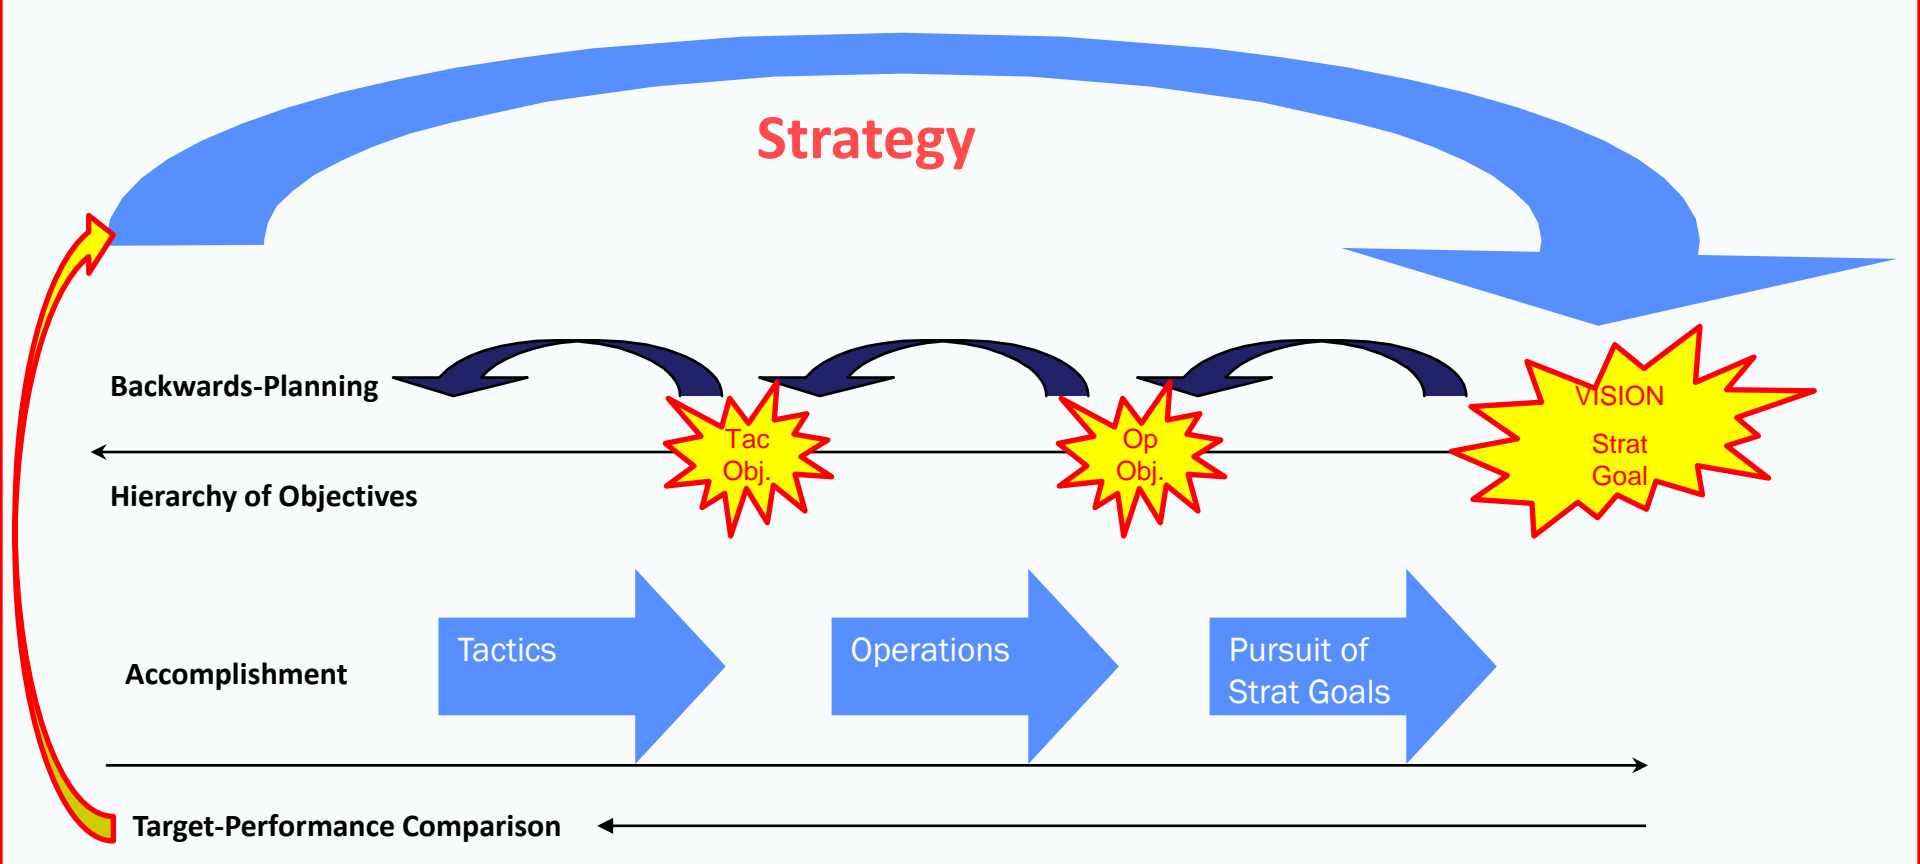 Strategy
Backwards-Planning
VISION
Tac
Obj.
Op
Obj.
Strat
Goal
Hierarchy of Objectives
Tactics
Operations
Pursuit of
Strat Goals
Accomplishment
Target-Performance Comparison